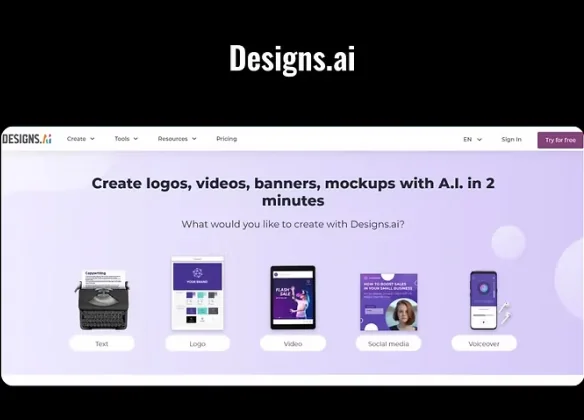 Designs.ai
DESIGNS.Ai
Create
Tools
Resources
Pricing
EN
Sign In
Try for free
Create logos, videos, banners, mockups with A.I. in 2
minutes
What would you like to create with Designs.ai?
Copywriting
YOUR BRAND
FLASH
SALE
HOW TO BOOST SALES
IN YOUR SMALL BUSINESS
Text
Logo
Video
Social media
Voiceover